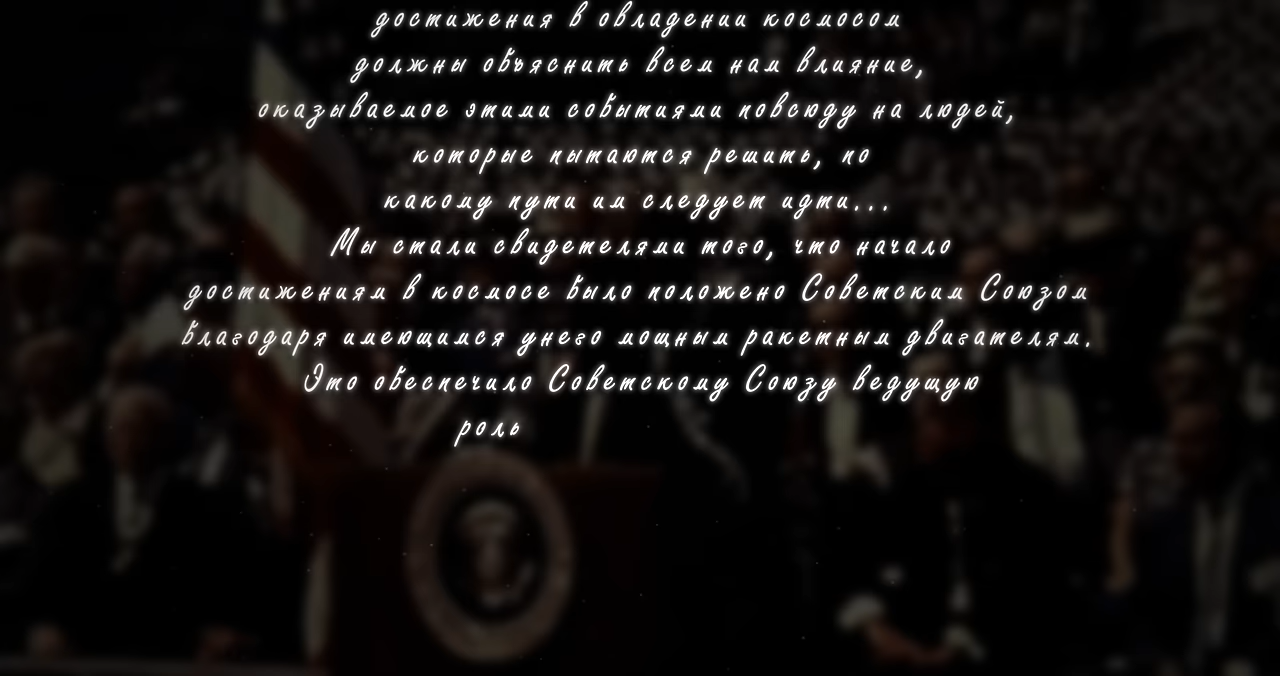 достижения в овладении космосом
должны объяснить всем нам влияние,
оказываемое этими событиями повсюду на людей,
которые пытаются решить, по
какому пути им следует идти...
Мы стали свидетелями того, что начало
достижениям в космосе было положено Советским Союзом
благодаря имеющимся унего мощным ракетным двигателям.
Это обеспечило Советскому Союзу ведущую
роль